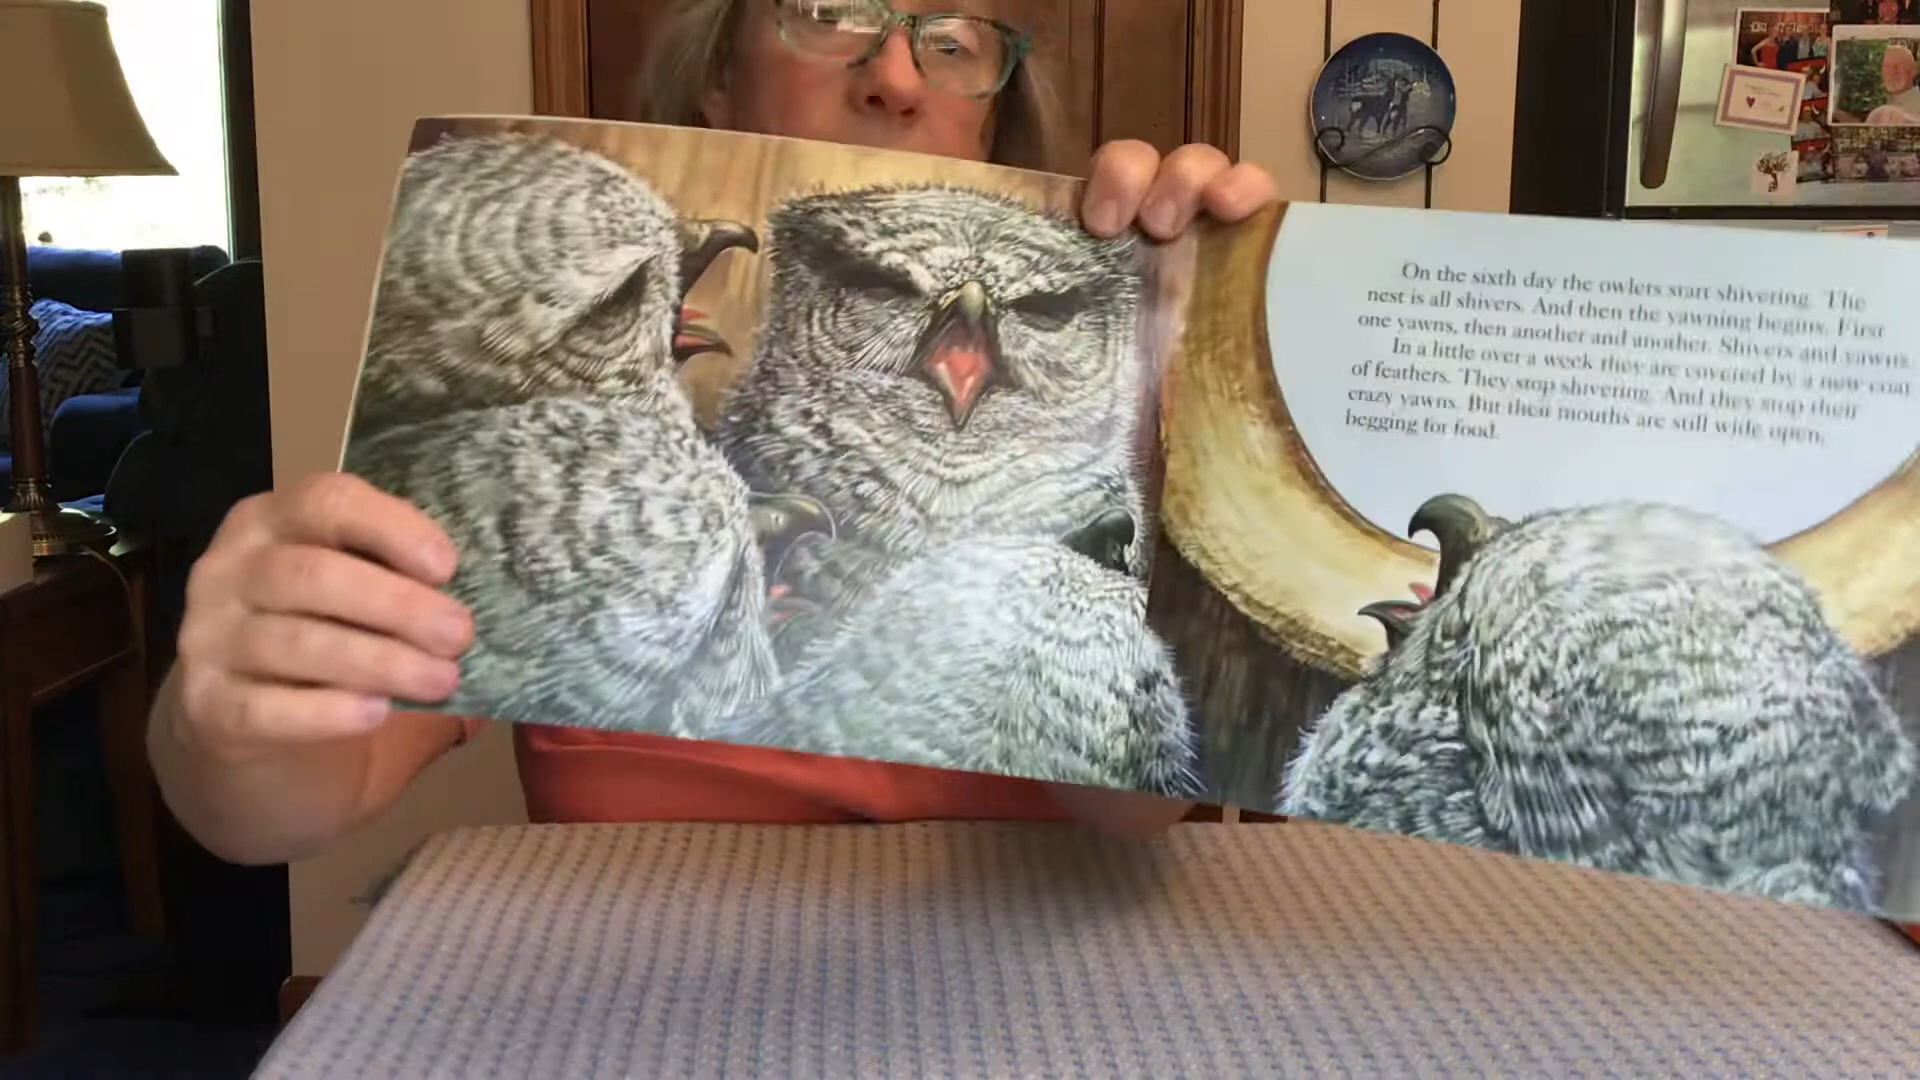 On the sixth day the owlets start shivering. The
nest is all shivers. And then the yawning begins. First
one yawns, then another and another. Shivers and yawns.
In a little over a week they are covered by a new coat
of feathers. They stop shivering. And they stop their
crazy yawns. But their mouths are still wide open,
begging for food.